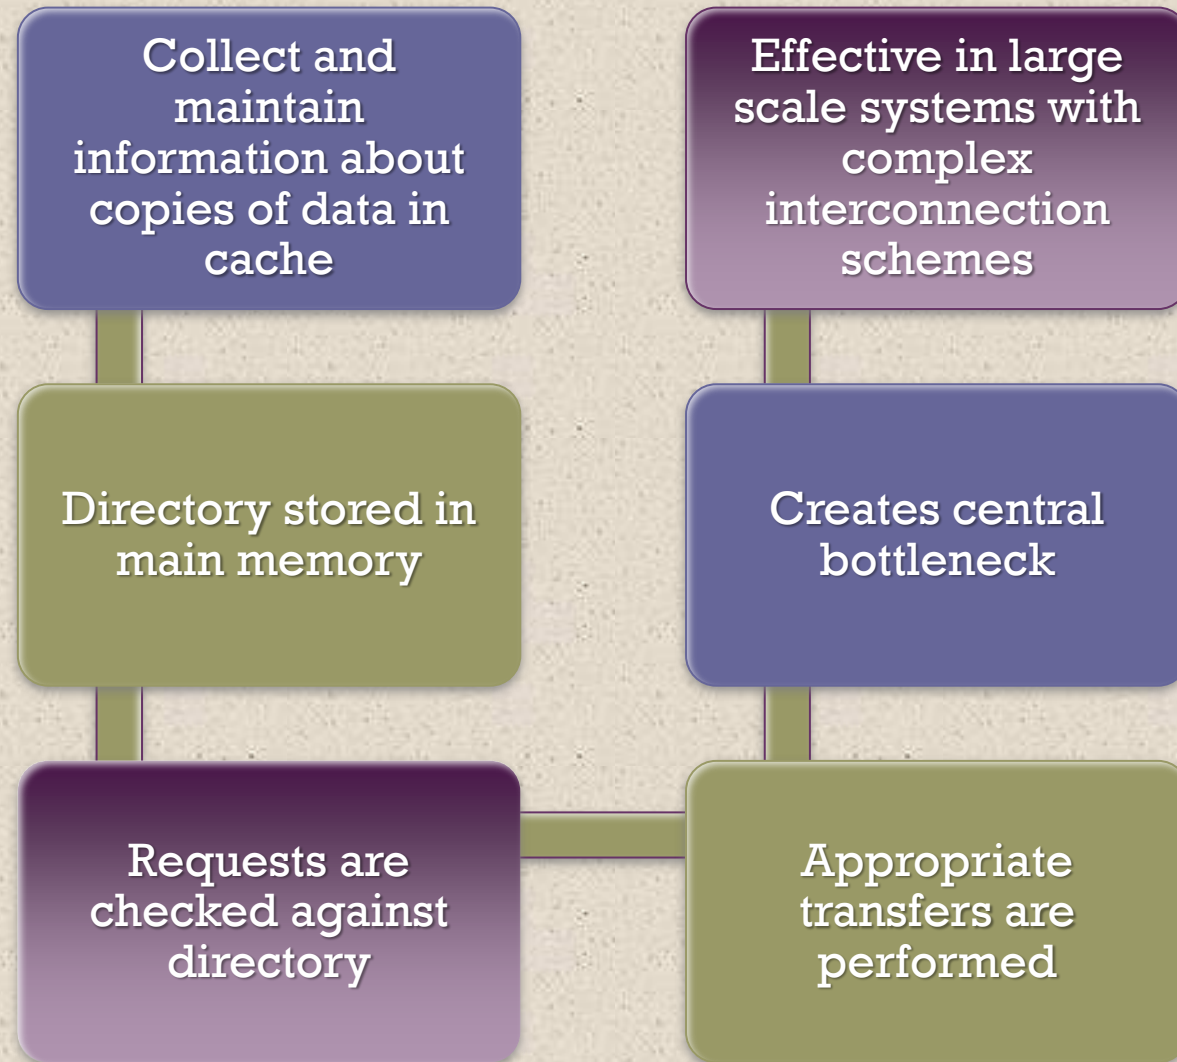 Collect and
maintain
information about
copies of data in
cache
Directory stored in
main memory
Requests are
checked against
directory
Appropriate
transfers are
performed
Creates central
bottleneck
Effective in large
scale systems with
complex
interconnection
schemes